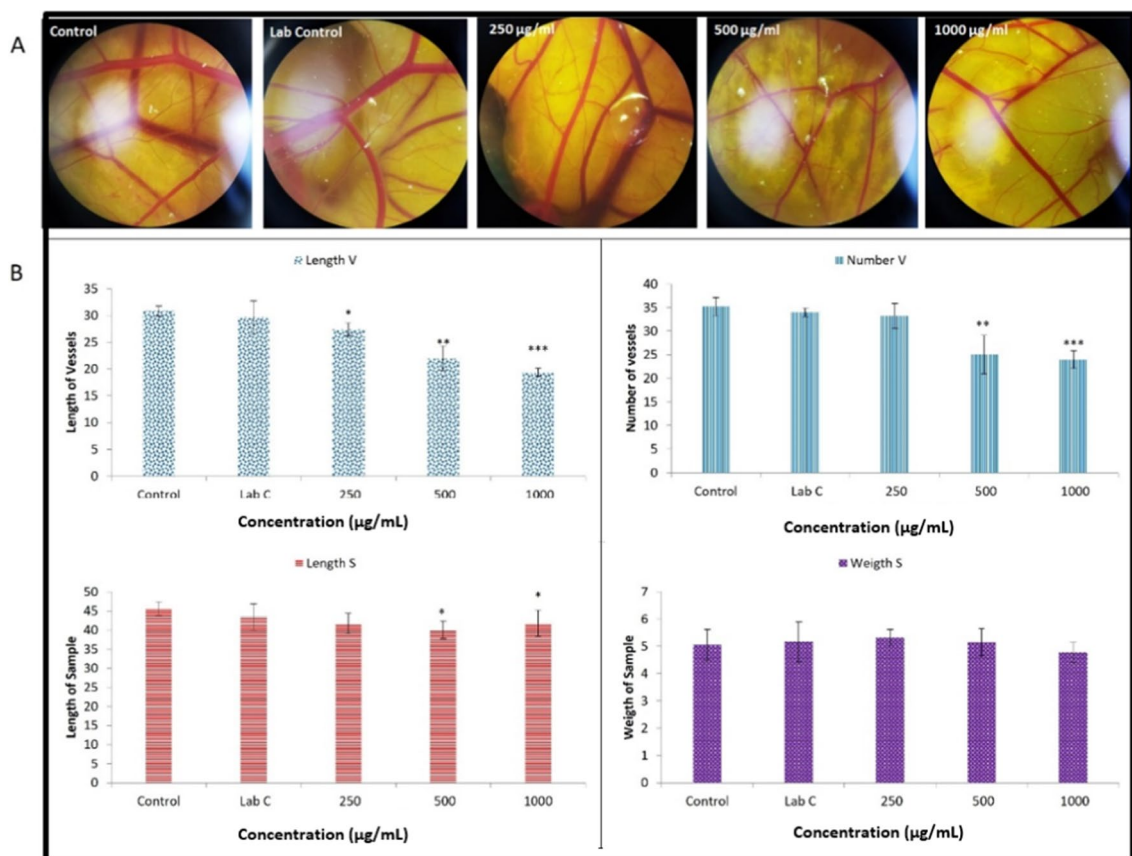 A
Control
Lab Control
250 µg/ml
500 µg/ml
1000 µg/ml
B
Length V
35
30
25
20
15
10
5
0
Length of Vessels
*
**
***
Control Lab C 250 500 1000
Concentration (µg/mL)
Number V
40
35
30
25
20
15
10
5
0
Number of vessels
**
***
Control Lab C 250 500 1000
Concentration (µg/mL)
Length S
50
45
40
35
30
25
20
15
10
5
0
Length of Sample
*
*
Control Lab C 250 500 1000
Concentration (µg/mL)
Weigth S
7
6
5
4
3
2
1
0
Weigth of Sample
Control Lab C 250 500 1000
Concentration (µg/mL)